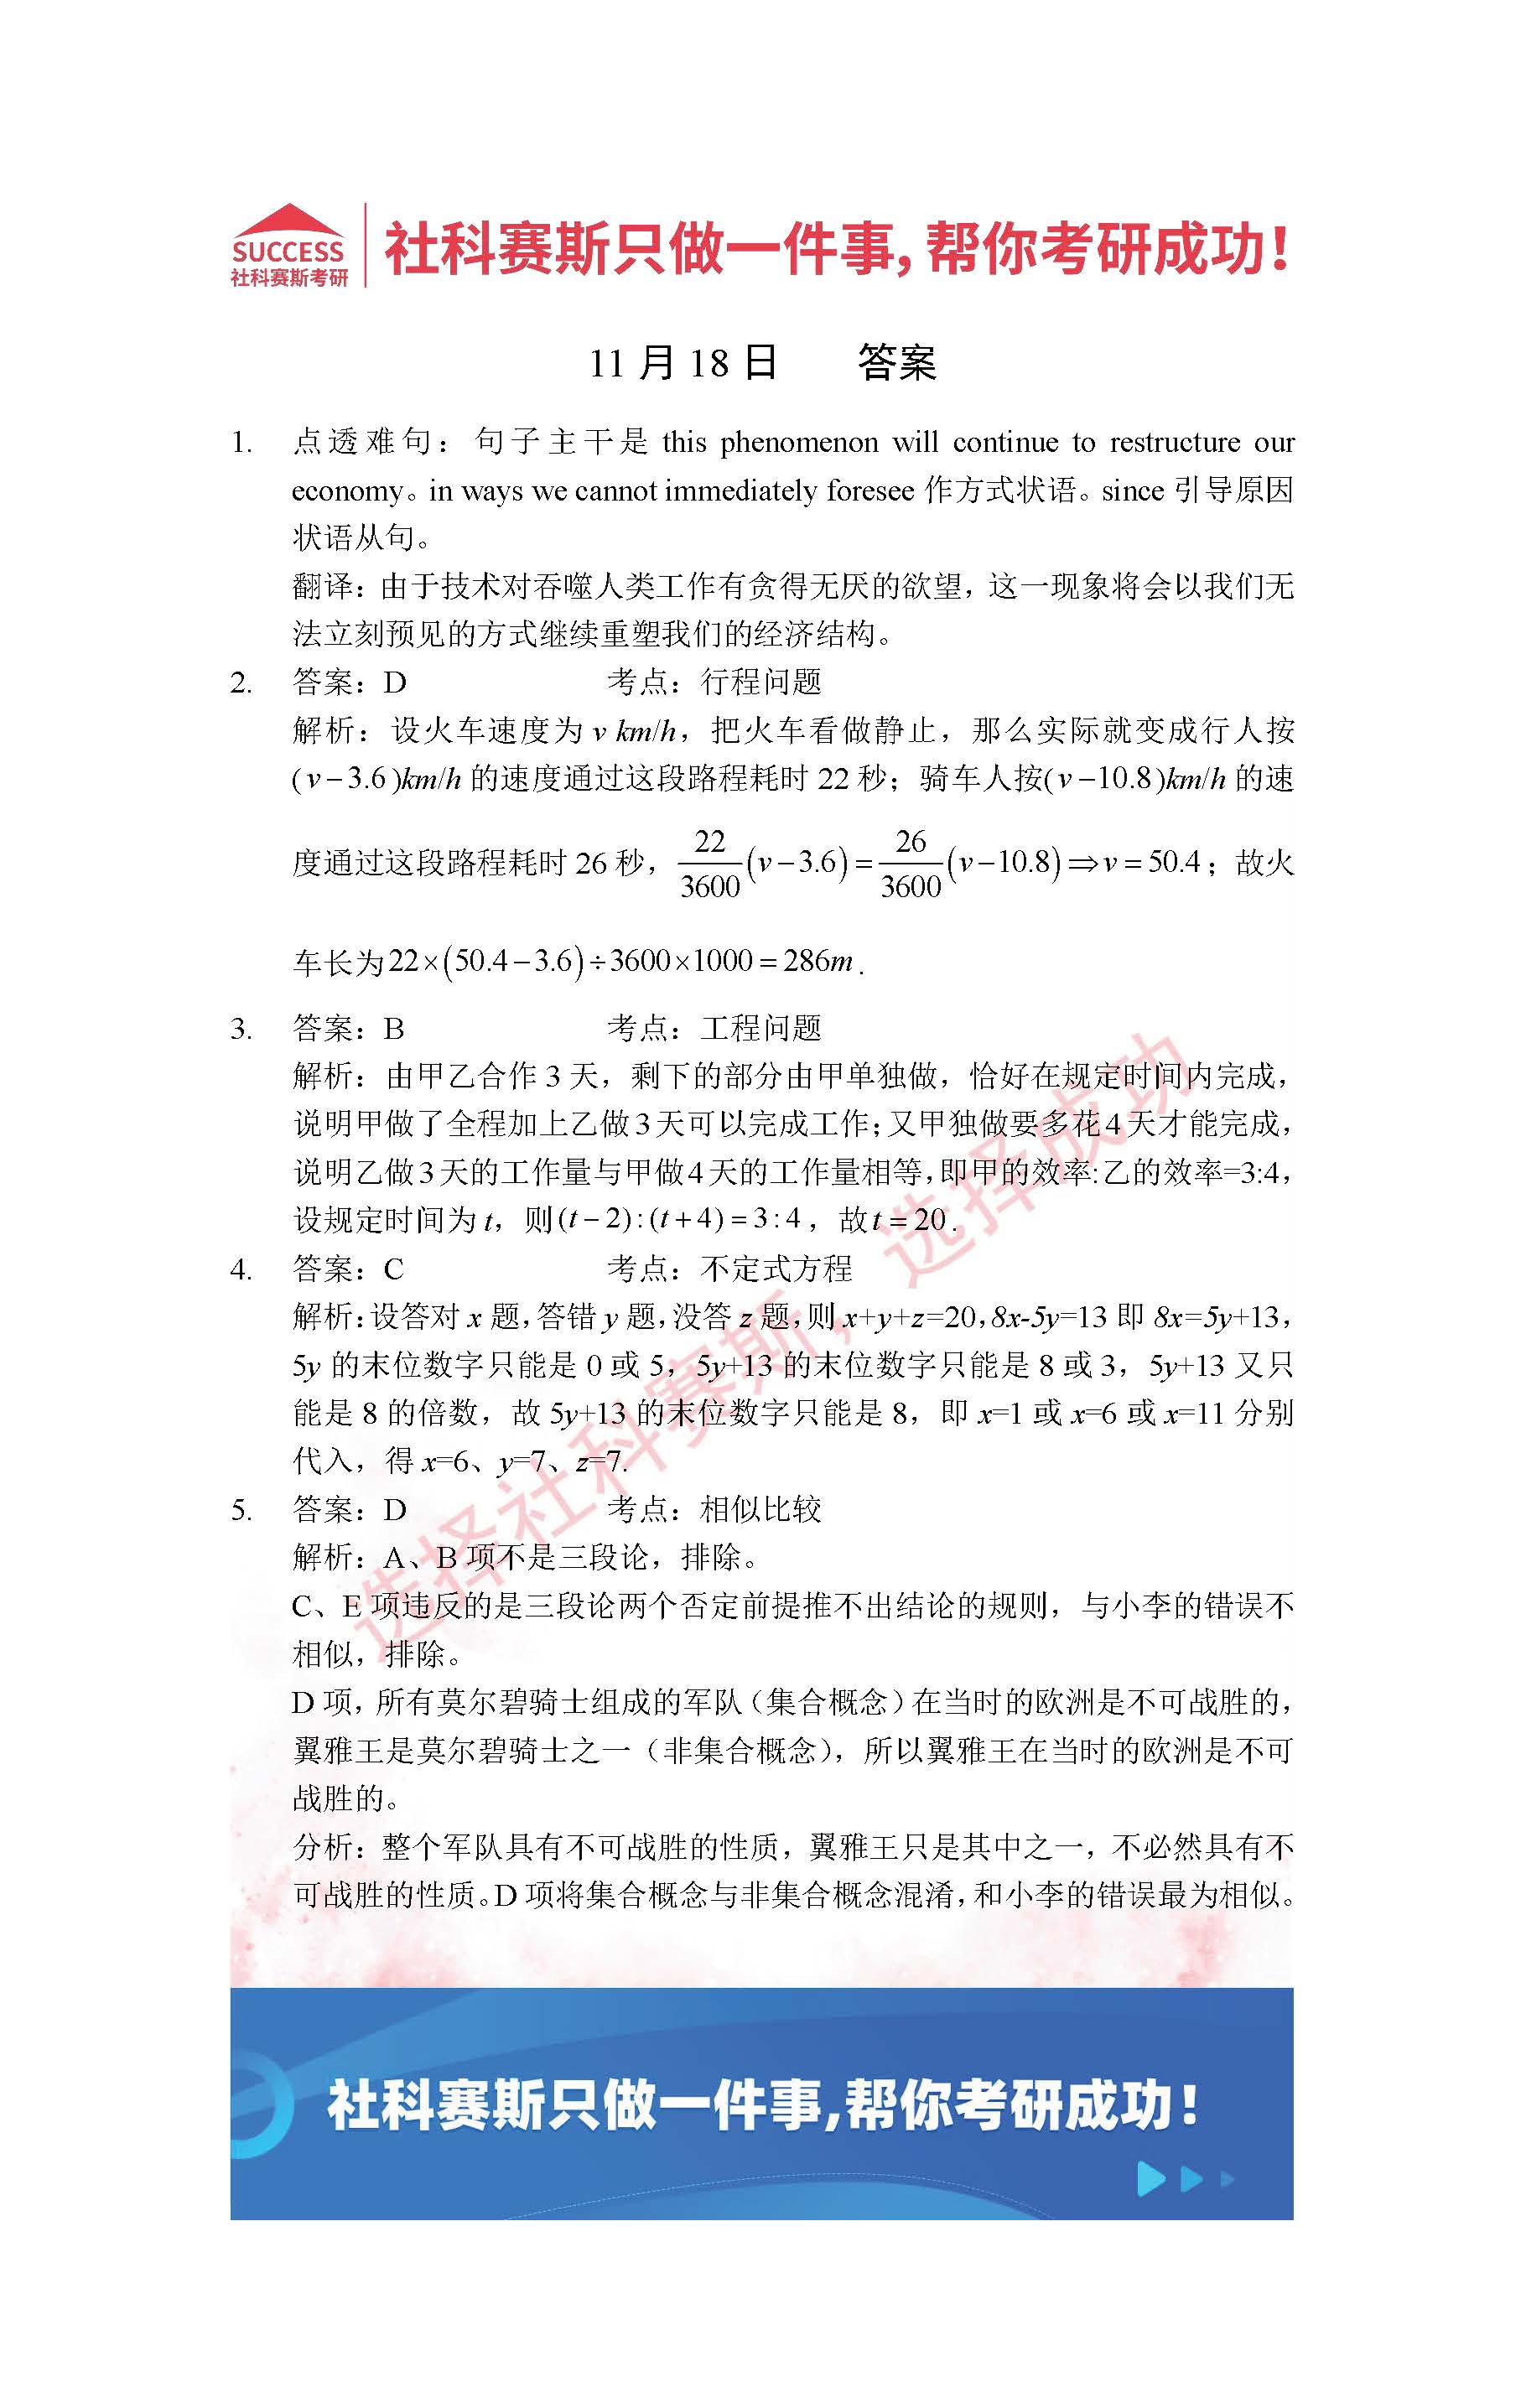 SUCCESS
社科赛斯考研
社科赛斯只做一件事，帮你考研成功！
11 月 18 日 答案
1. 点透难句：句子主干是 this phenomenon will continue to restructure our
economy。in ways we cannot immediately foresee 作方式状语。since 引导原因
状语从句。
翻译：由于技术对吞噬人类工作有贪得无厌的欲望，这一现象将会以我们无
法立刻预见的方式继续重塑我们的经济结构。
2. 答案：D 考点：行程问题
解析：设火车速度为 v km/h，把火车看做静止，那么实际就变成行人按
(v−3.6)km/h 的速度通过这段路程耗时 22 秒；骑车人按(v−10.8)km/h 的速
度通过这段路程耗时 26 秒，22/3600(v−3.6)=26/3600(v−10.8)⇒v=50.4；故火
车长为22×(50.4−3.6)÷3600×1000=286m.
3. 答案：B 考点：工程问题
解析：由甲乙合作 3 天，剩下的部分由甲单独做，恰好在规定时间内完成，
说明甲做了全程加上乙做3天可以完成工作；又甲独做要多花4天才能完成，
说明乙做3天的工作量与甲做4天的工作量相等，即甲的效率:乙的效率=3:4，
设规定时间为 t，则(t−2):(t+4)=3:4，故t=20.
4. 答案：C 考点：不定式方程
解析：设答对 x 题，答错 y 题，没答 z 题，则 x+y+z=20，8x-5y=13 即 8x=5y+13，
5y 的末位数字只能是 0 或 5，5y+13 的末位数字只能是 8 或 3，5y+13 又只
能是 8 的倍数，故 5y+13 的末位数字只能是 8，即 x=1 或 x=6 或 x=11 分别
代入，得 x=6、y=7、z=7.
5. 答案：D 考点：相似比较
解析：A、B 项不是三段论，排除。
C、E 项违反的是三段论两个否定前提推不出结论的规则，与小李的错误不
相似，排除。
D 项，所有莫尔碧骑士组成的军队（集合概念）在当时的欧洲是不可战胜的，
翼雅王是莫尔碧骑士之一（非集合概念），所以翼雅王在当时的欧洲是不可
战胜的。
分析：整个军队具有不可战胜的性质，翼雅王只是其中之一，不必然具有不
可战胜的性质。D 项将集合概念与非集合概念混淆，和小李的错误最为相似。
选择社科赛斯，选择成功
社科赛斯只做一件事,帮你考研成功！